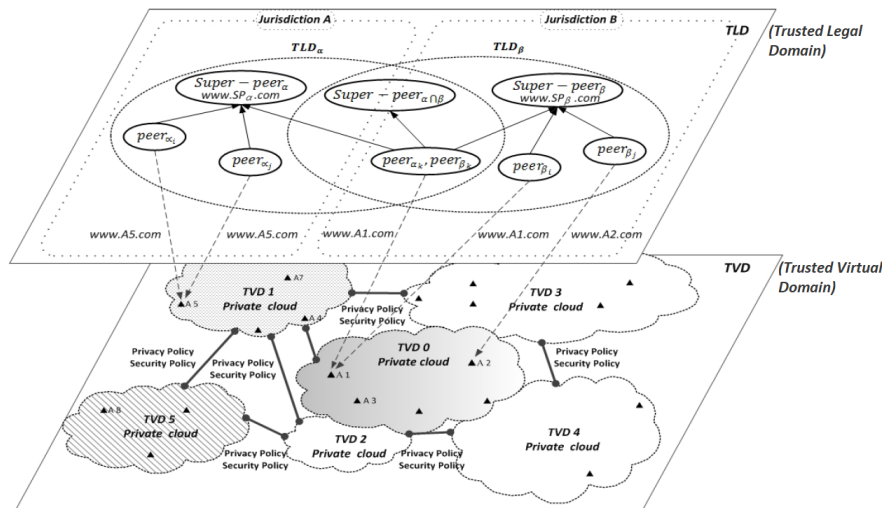 Jurisdiction A
Jurisdiction B
TLD (Trusted Legal
Domain)
TLDα
TLDβ
Super−peerα
www.SPα.com
Super−peerα∩β
Super−peerβ
www.SPβ.com
peer∝i
peer∝j
peerαk, peerβk
peerβi
peerβj
www.A5.com
www.A5.com
www.A1.com
www.A1.com
www.A2.com
TVD (Trusted Virtual
Domain)
A7
TVD 1
Private cloud
A 5
A 4
TVD 3
Private cloud
Privacy Policy
Security Policy
Privacy Policy
Security Policy
Privacy Policy
Security Policy
Privacy Policy
Security Policy
TVD 0
Private cloud
A 1
A 2
A 3
A 8
TVD 5
Private cloud
TVD 2
Private cloud
TVD 4
Private cloud
Privacy Policy
Security Policy
Privacy Policy
Security Policy